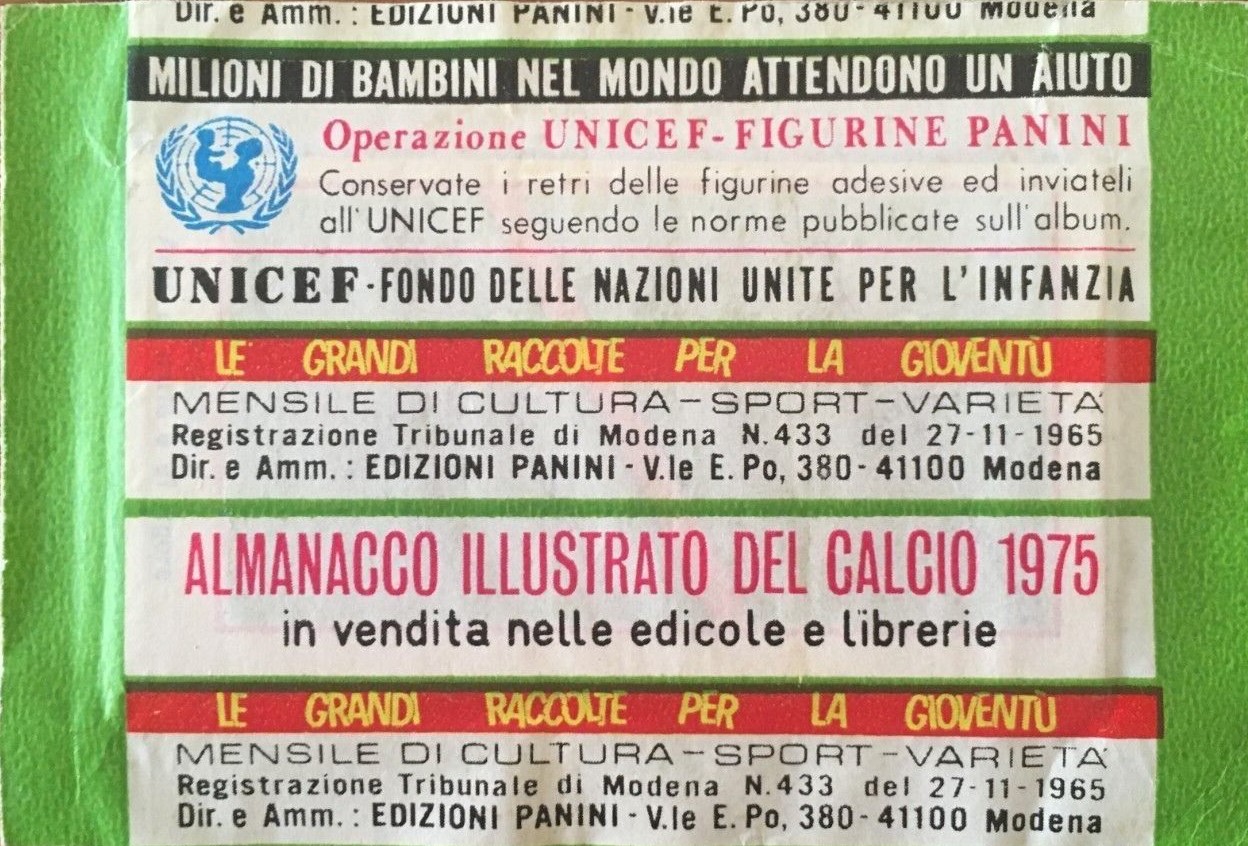 Dir. e Amm. : EDIZIONI PANINI - V.le E. Po, 380 - 41100 Modena
MILIONI DI BAMBINI NEL MONDO ATTENDONO UN AIUTO
Operazione UNICEF-FIGURINE PANINI
Conservate i retri delle figurine adesive ed inviateli
all'UNICEF seguendo le norme pubblicate sull'album.
UNICEF-FONDO DELLE NAZIONI UNITE PER L'INFANZIA
LE GRANDI RACCOLTE PER LA GIOVENTÙ
MENSILE DI CULTURA-SPORT-VARIETA'
Registrazione Tribunale di Modena N.433 del 27-11-1965
Dir. e Amm. : EDIZIONI PANINI - V.le E. Po, 380 - 41100 Modena
ALMANACCO ILLUSTRATO DEL CALCIO 1975
in vendita nelle edicole e librerie
LE GRANDI RACCOLTE PER LA GIOVENTÙ
MENSILE DI CULTURA-SPORT-VARIETA'
Registrazione Tribunale di Modena N.433 del 27-11-1965
Dir. e Amm. : EDIZIONI PANINI - V.le E. Po, 380 - 41100 Modena